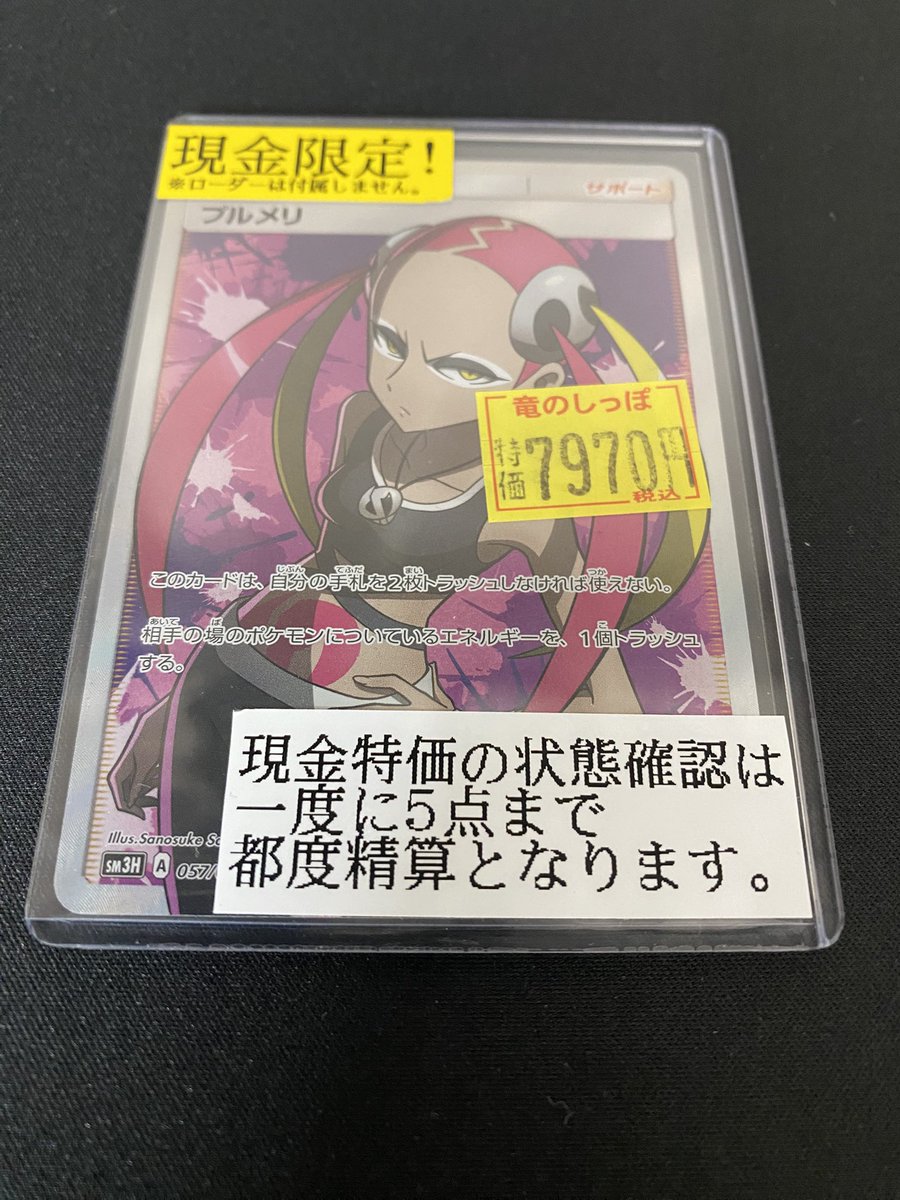 現金限定!
※ローダーは付属しません。
サポート
プルメリ
竜のしっぽ
特価7970円
税込
このカードは、自分の手札を2枚トラッシュしなければ使えない。
相手の場のポケモンについているエネルギーを、1個トラッシュ
する。
現金特価の状態確認は
一度に5点まで
都度精算となります。
Illus.Sanosuke
SM3H A 057/